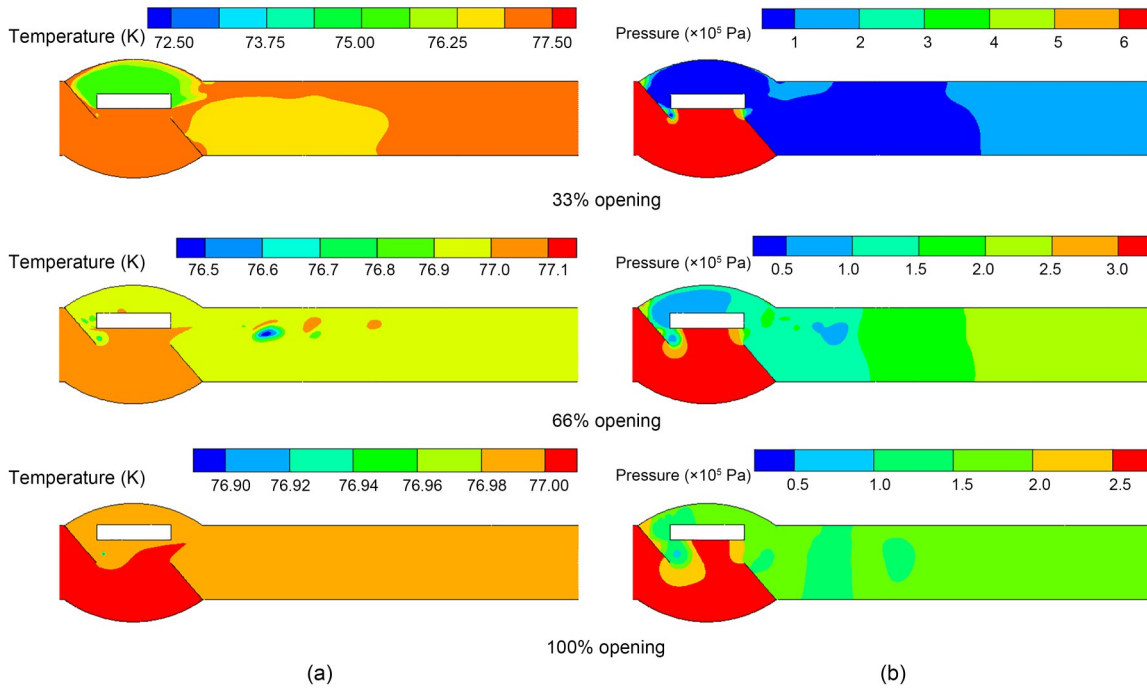 Temperature (K)
72.50 73.75 75.00 76.25 77.50
Pressure (×10⁵ Pa)
1 2 3 4 5 6
33% opening
Temperature (K)
76.5 76.6 76.7 76.8 76.9 77.0 77.1
Pressure (×10⁵ Pa)
0.5 1.0 1.5 2.0 2.5 3.0
66% opening
Temperature (K)
76.90 76.92 76.94 76.96 76.98 77.00
Pressure (×10⁵ Pa)
0.5 1.0 1.5 2.0 2.5
100% opening
(a) (b)